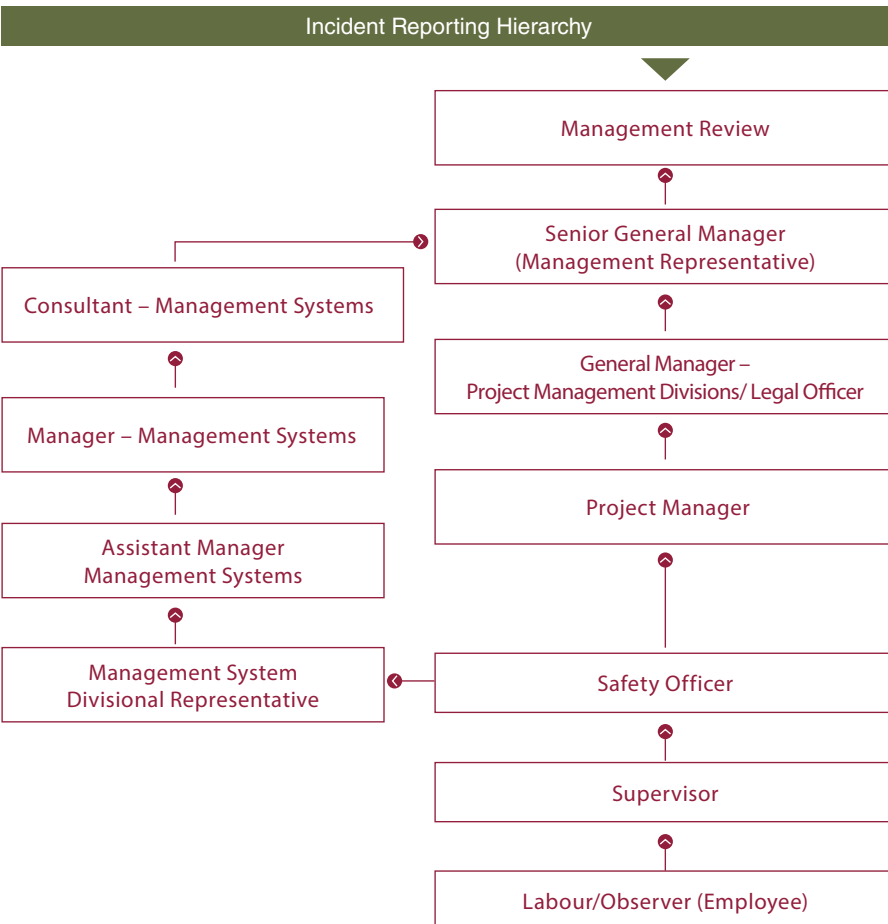 Incident Reporting Hierarchy
Management Review
Senior General Manager
(Management Representative)
Consultant – Management Systems
General Manager –
Project Management Divisions/ Legal Officer
Manager – Management Systems
Project Manager
Assistant Manager
Management Systems
Management System
Divisional Representative
Safety Officer
Supervisor
Labour/Observer (Employee)